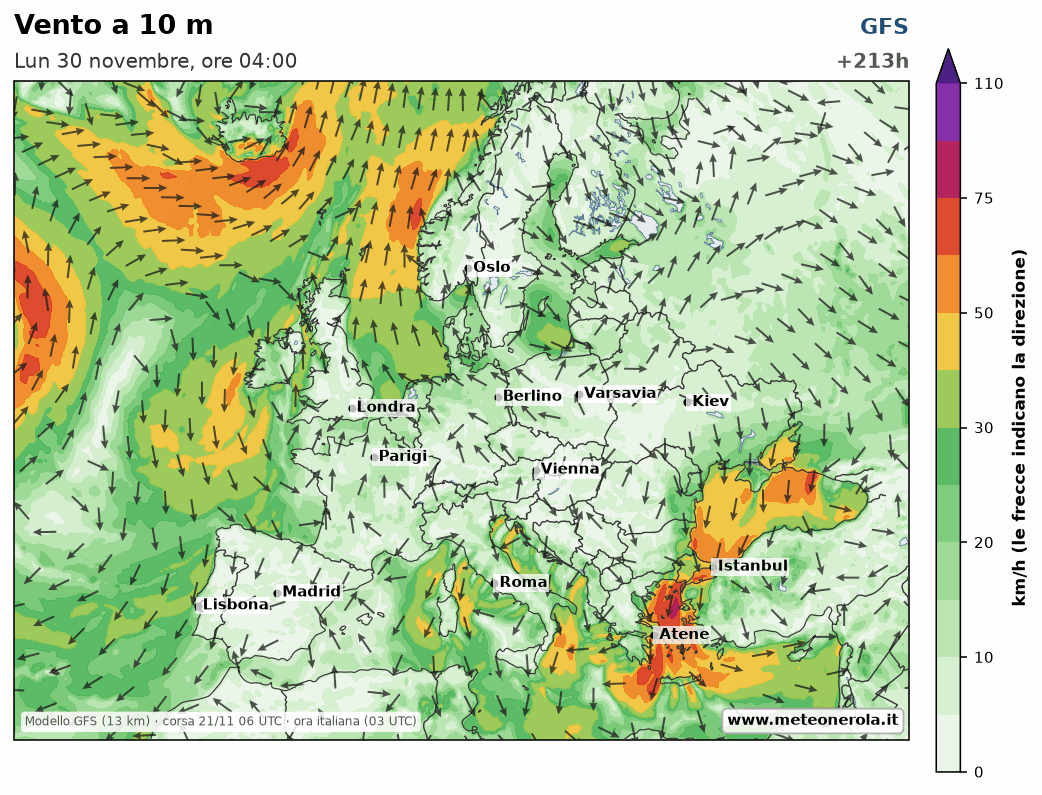 Vento a 10 m
GFS
Lun 30 novembre, ore 04:00
+213h
110
75
50
30
20
10
0
km/h (le frecce indicano la direzione)
Oslo
Berlino
Varsavia
Kiev
Londra
Parigi
Vienna
Istanbul
Roma
Madrid
Lisbona
Atene
Modello GFS (13 km) · corsa 21/11 06 UTC · ora italiana (03 UTC)
www.meteonerola.it